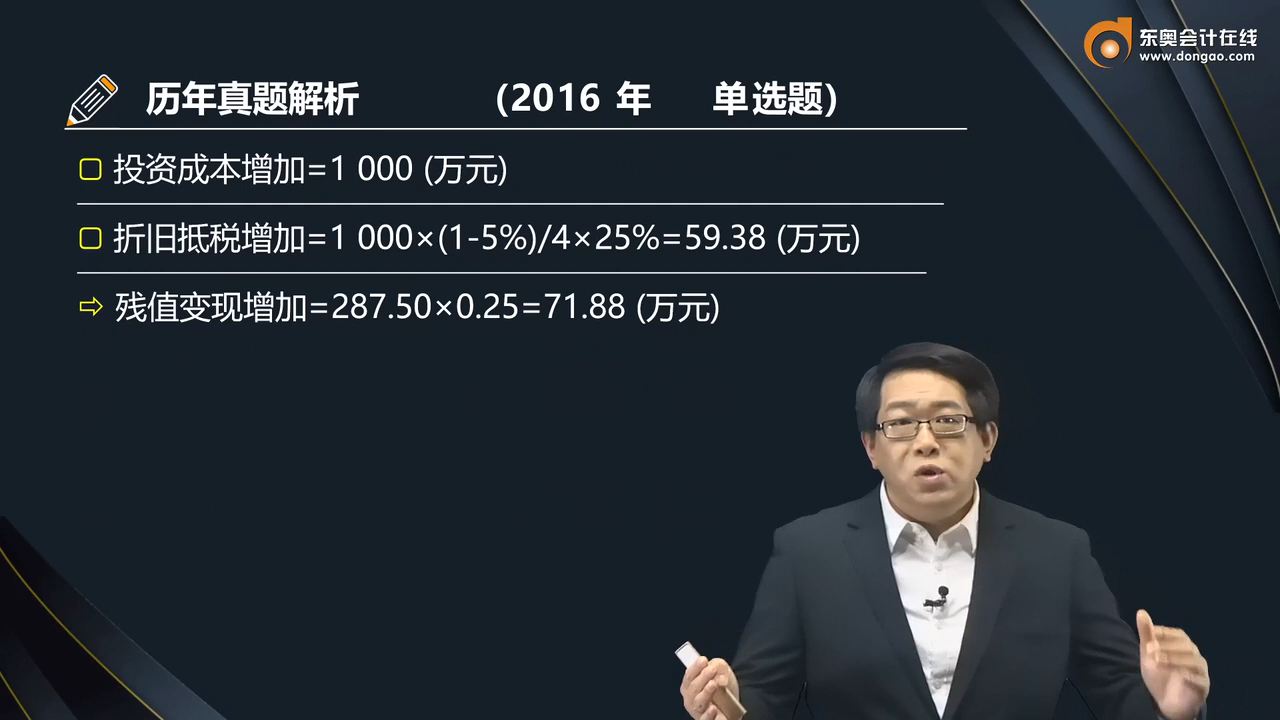 东奥会计在线
www.dongao.com
历年真题解析 (2016 年 单选题)
投资成本增加=1 000 (万元)
折旧抵税增加=1 000×(1-5%)/4×25%=59.38 (万元)
残值变现增加=287.50×0.25=71.88 (万元)